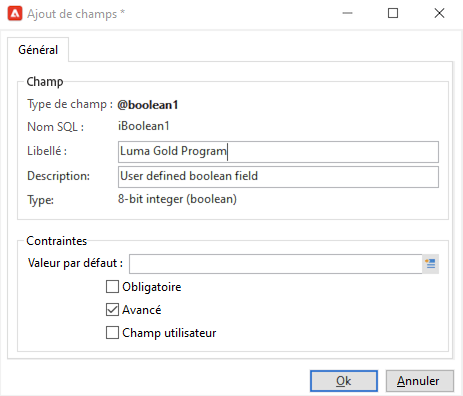 Ajout de champs *
Général
Champ
Type de champ : @boolean1
Nom SQL : iBoolean1
Libellé : Luma Gold Program
Description: User defined boolean field
Type: 8-bit integer (boolean)
Contraintes
Valeur par défaut :
Obligatoire
Avancé
Champ utilisateur
Ok Annuler